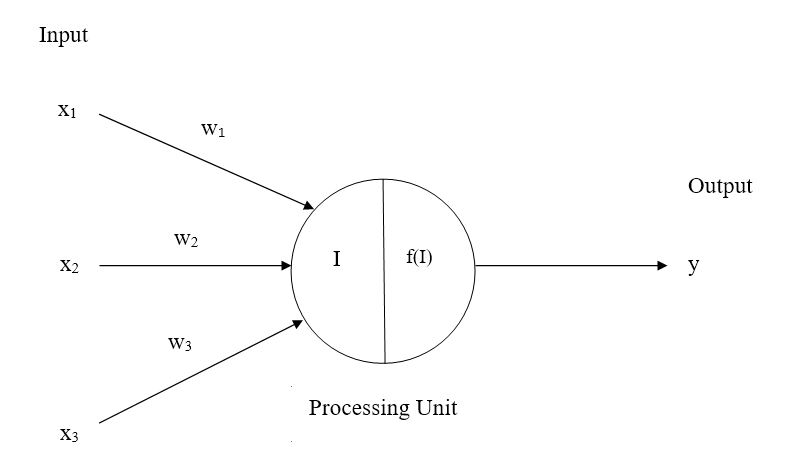 Input
x₁
w₁
Output
w₂
x₂
I
f(I)
y
w₃
Processing Unit
x₃